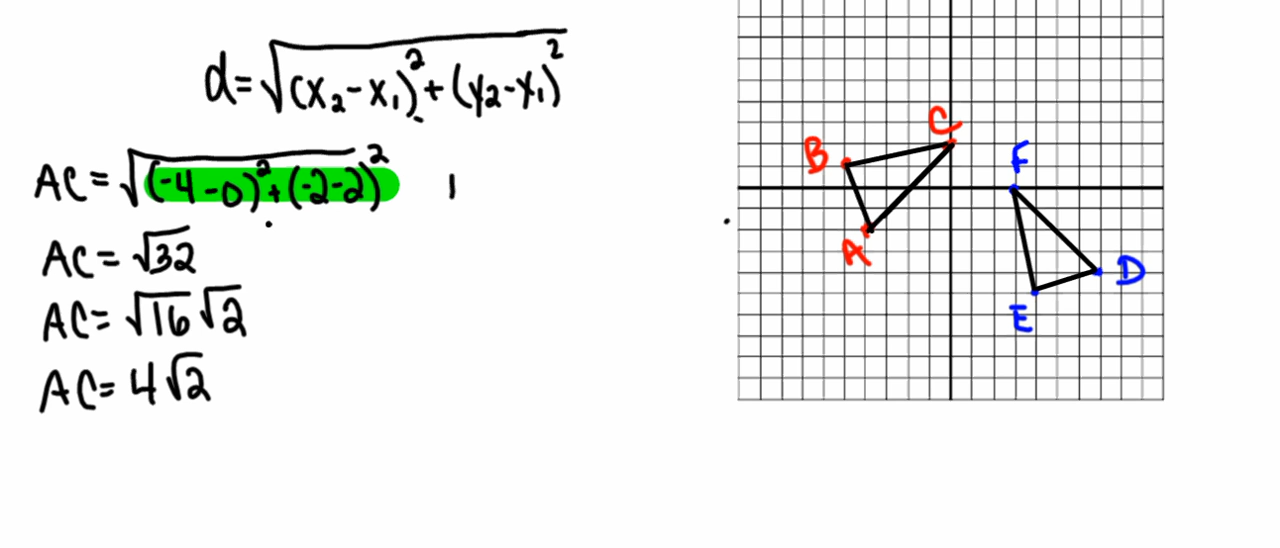 d=√(x₂-x₁)²+(y₂-y₁)²
AC=√(-4-0)²+(-2-2)²
AC=√32
AC=√16√2
AC=4√2
C
B
F
A
D
E